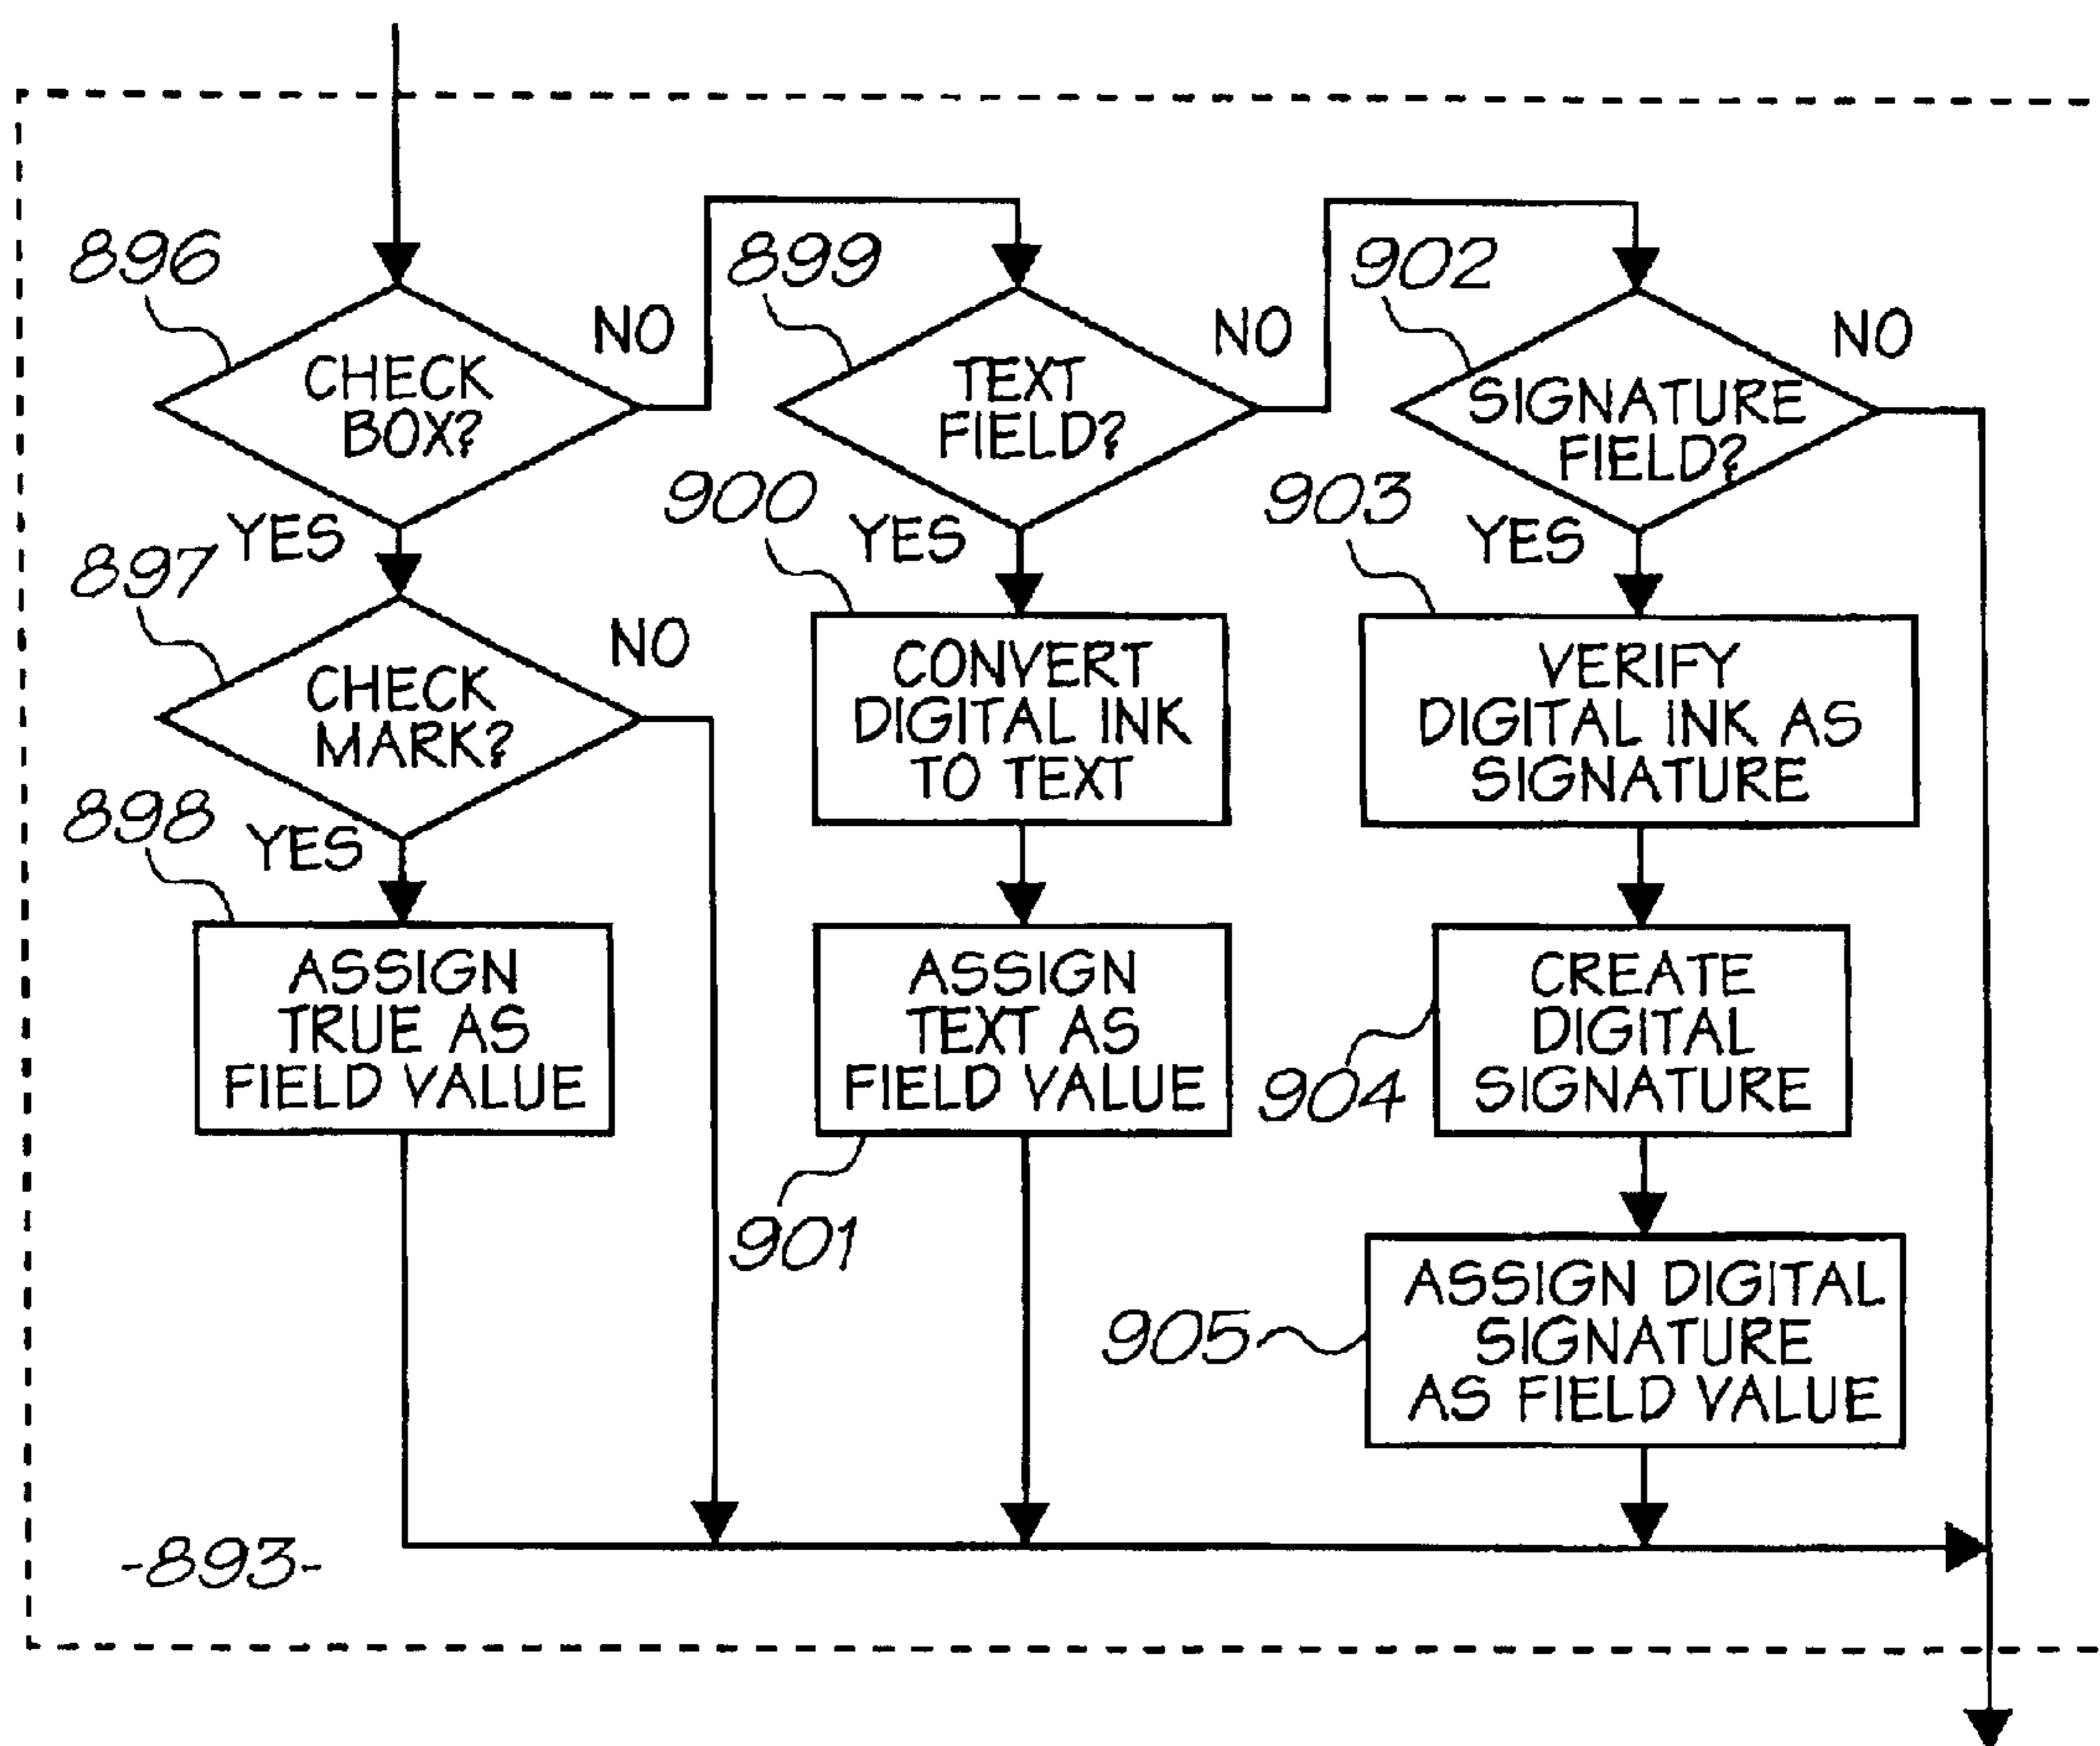 896
CHECK
BOX?
NO
YES
897
CHECK
MARK?
NO
YES
898
ASSIGN
TRUE AS
FIELD VALUE
899
TEXT
FIELD?
NO
YES
900
CONVERT
DIGITAL INK
TO TEXT
ASSIGN
TEXT AS
FIELD VALUE
901
902
SIGNATURE
FIELD?
NO
YES
903
VERIFY
DIGITAL INK AS
SIGNATURE
CREATE
DIGITAL
SIGNATURE
904
ASSIGN DIGITAL
SIGNATURE
AS FIELD VALUE
905
-893-